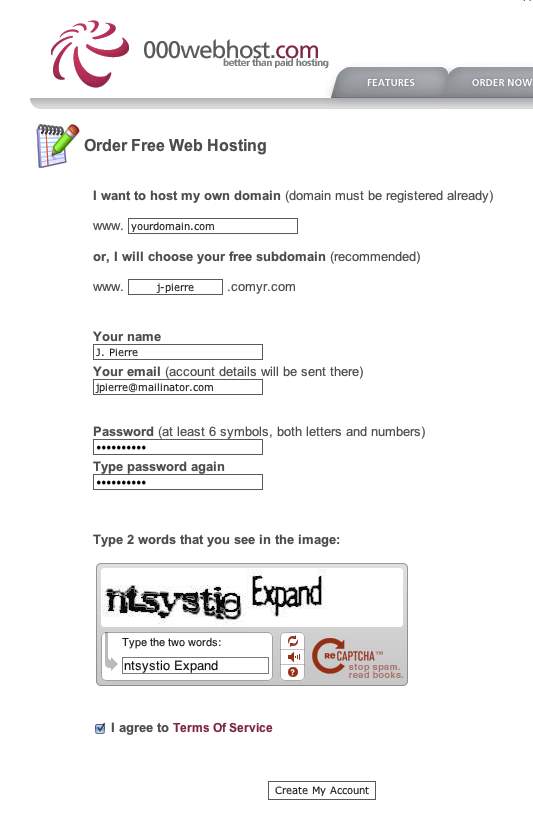 000webhost.com
better than paid hosting
FEATURES
ORDER NOW
Order Free Web Hosting
I want to host my own domain (domain must be registered already)
www. yourdomain.com
or, I will choose your free subdomain (recommended)
www. j-pierre .comyr.com
Your name
J. Pierre
Your email (account details will be sent there)
jpierre@mailinator.com
Password (at least 6 symbols, both letters and numbers)
••••••••••
Type password again
••••••••••
Type 2 words that you see in the image:
ntsystio Expand
Type the two words:
ntsystio Expand
reCAPTCHA™
stop spam.
read books.
I agree to Terms Of Service
Create My Account